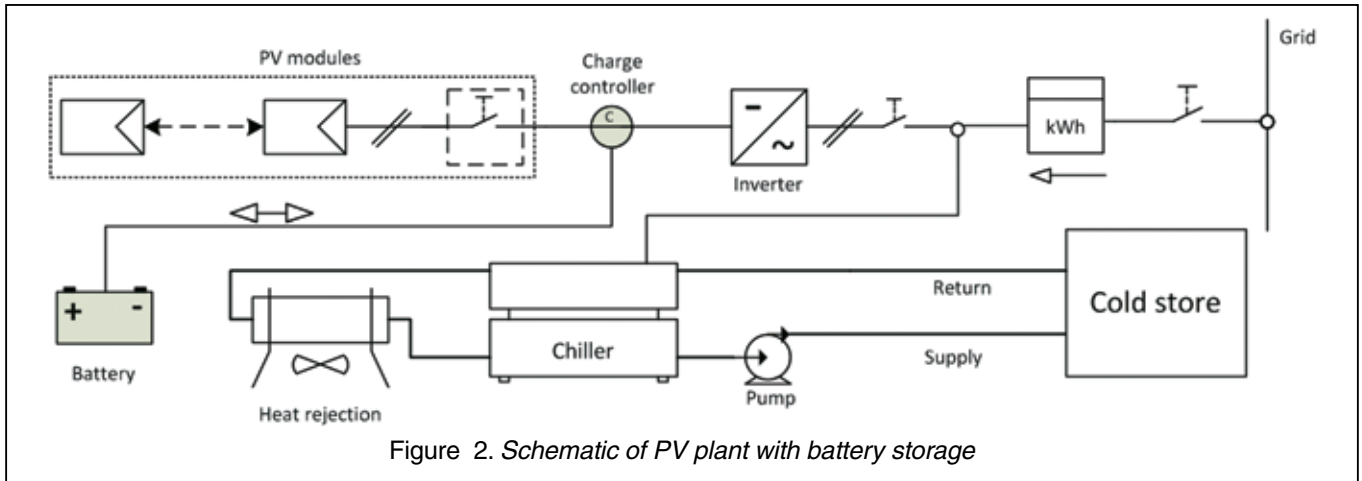 PV modules
Charge
controller
C
Grid
kWh
Inverter
Return
Cold store
+ -
Chiller
Supply
Battery
Heat rejection
Pump
Figure 2. Schematic of PV plant with battery storage